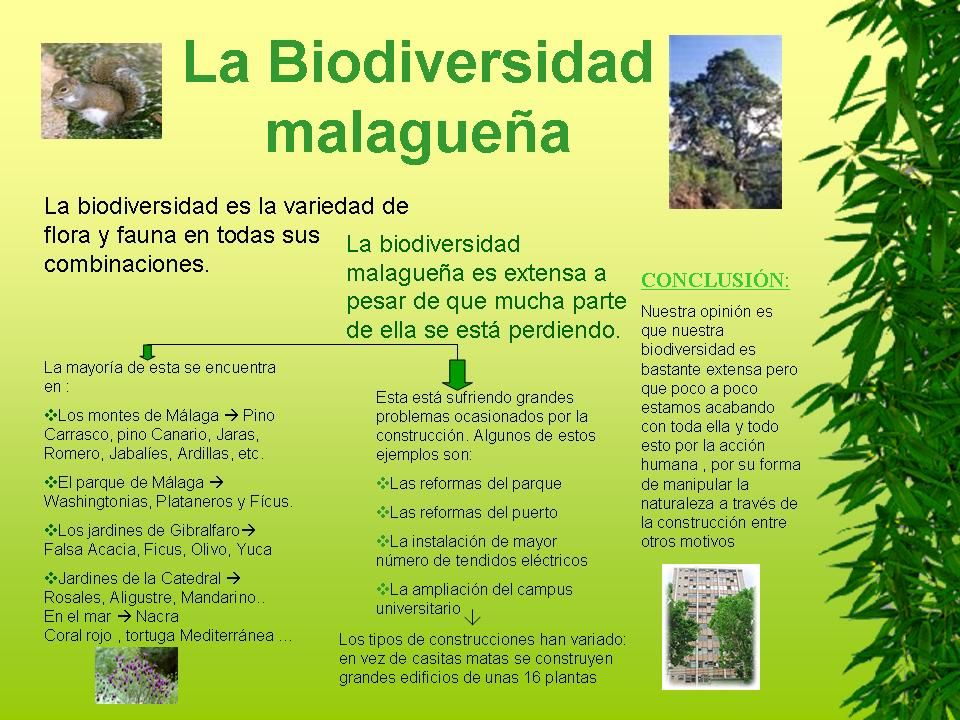 La Biodiversidad
malagueña
La biodiversidad es la variedad de
flora y fauna en todas sus
combinaciones.
La biodiversidad
malagueña es extensa a
pesar de que mucha parte
de ella se está perdiendo.
La mayoría de esta se encuentra
en :
❖Los montes de Málaga → Pino
Carrasco, pino Canario, Jaras,
Romero, Jabalíes, Ardillas, etc.
❖El parque de Málaga →
Washingtonias, Plataneros y Fícus.
❖Los jardines de Gibralfaro→
Falsa Acacia, Ficus, Olivo, Yuca
❖Jardines de la Catedral →
Rosales, Aligustre, Mandarino..
En el mar → Nacra
Coral rojo , tortuga Mediterránea ...
Esta está sufriendo grandes
problemas ocasionados por la
construcción. Algunos de estos
ejemplos son:
❖Las reformas del parque
❖Las reformas del puerto
❖La instalación de mayor
número de tendidos eléctricos
❖La ampliación del campus
universitario
↓
Los tipos de construcciones han variado:
en vez de casitas matas se construyen
grandes edificios de unas 16 plantas
CONCLUSIÓN:
Nuestra opinión es
que nuestra
biodiversidad es
bastante extensa pero
que poco a poco
estamos acabando
con toda ella y todo
esto por la acción
humana , por su forma
de manipular la
naturaleza a través de
la construcción entre
otros motivos